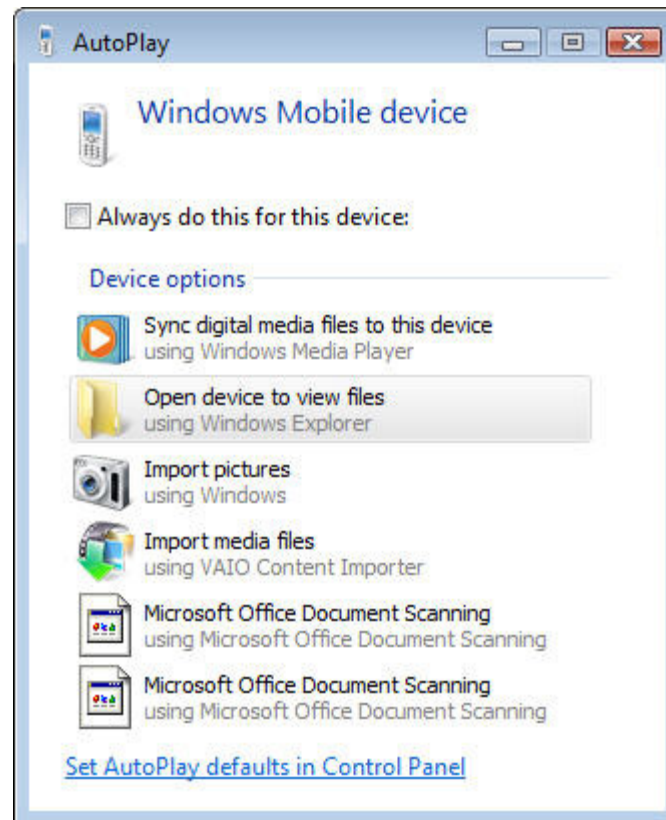 AutoPlay
Windows Mobile device
Always do this for this device:
Device options
Sync digital media files to this device
using Windows Media Player
Open device to view files
using Windows Explorer
Import pictures
using Windows
Import media files
using VAIO Content Importer
Microsoft Office Document Scanning
using Microsoft Office Document Scanning
Microsoft Office Document Scanning
using Microsoft Office Document Scanning
Set AutoPlay defaults in Control Panel